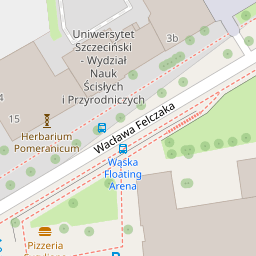 Uniwersytet
Szczeciński
- Wydział
Nauk
Ścisłych
i Przyrodniczych
3b
15
Herbarium
Pomeranicum
Wacława Felczaka
Wąska
Floating
Arena
Pizzeria
P